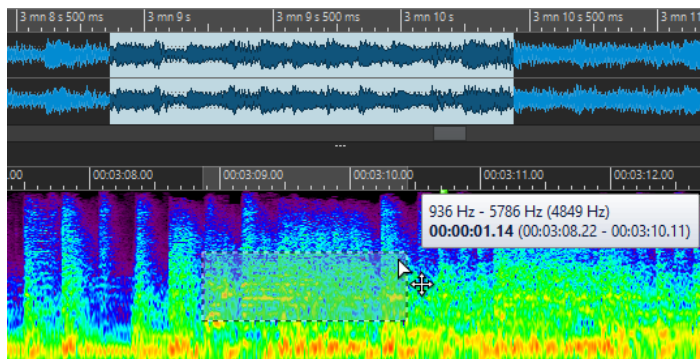 3 mn 8 s 500 ms
3 mn 9 s
3 mn 9 s 500 ms
3 mn 10 s
3 mn 10 s 500 ms
3 mn 11
.00
00:03:08.00
00:03:09.00
00:03:10.00
00:03:11.00
00:03:12.00
936 Hz - 5786 Hz (4849 Hz)
00:00:01.14 (00:03:08.22 - 00:03:10.11)